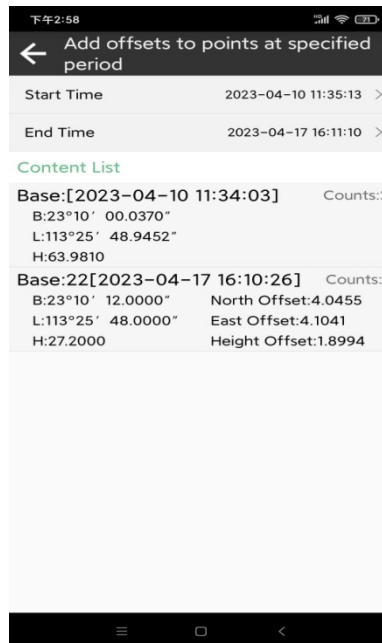 下午2:58
71
Add offsets to points at specified
period
Start Time 2023-04-10 11:35:13
End Time 2023-04-17 16:11:10
Content List
Base:[2023-04-10 11:34:03] Counts:
B:23°10′ 00.0370″
L:113°25′ 48.9452″
H:63.9810
Base:22[2023-04-17 16:10:26] Counts:
B:23°10′ 12.0000″ North Offset:4.0455
L:113°25′ 48.0000″ East Offset:4.1041
H:27.2000 Height Offset:1.8994